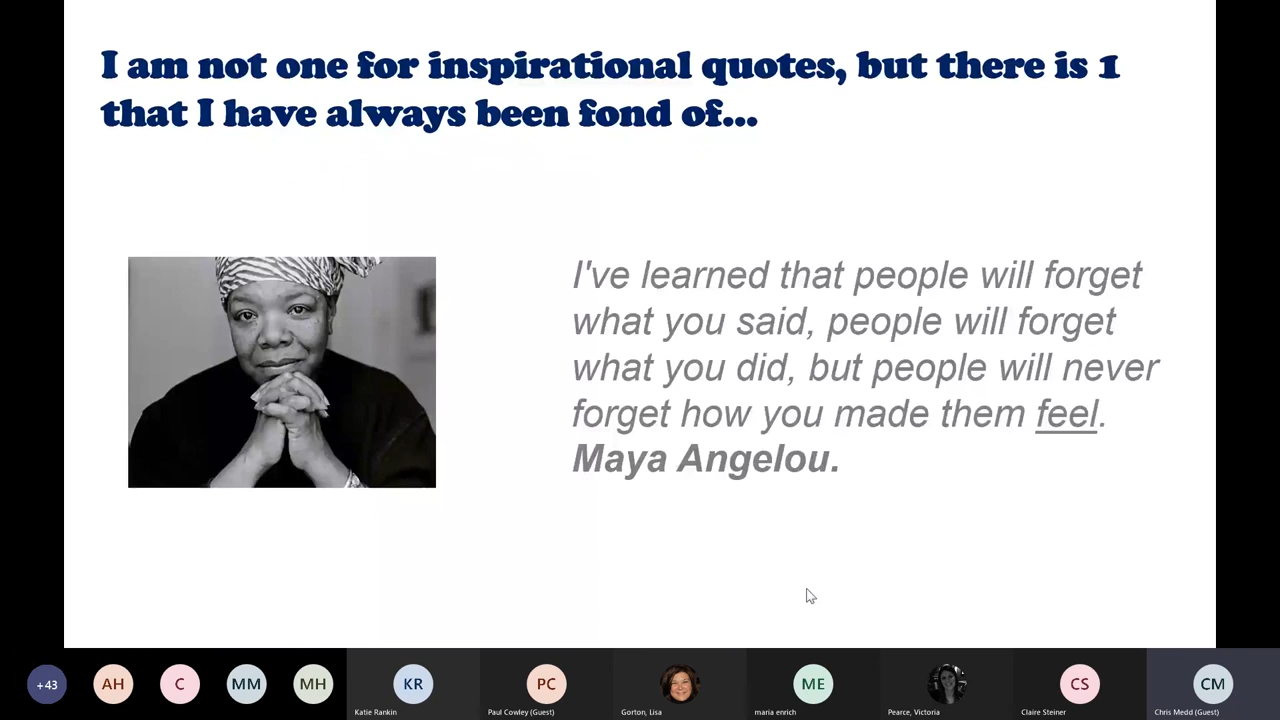 I am not one for inspirational quotes, but there is 1
that I have always been fond of...
I've learned that people will forget
what you said, people will forget
what you did, but people will never
forget how you made them feel.
Maya Angelou.
+43
AH
C
MM
MH
KR
PC
ME
CS
CM
Katie Rankin
Paul Cowley (Guest)
Gorton, Lisa
maria enrich
Pearce, Victoria
Claire Steiner
Chris Medd (Guest)